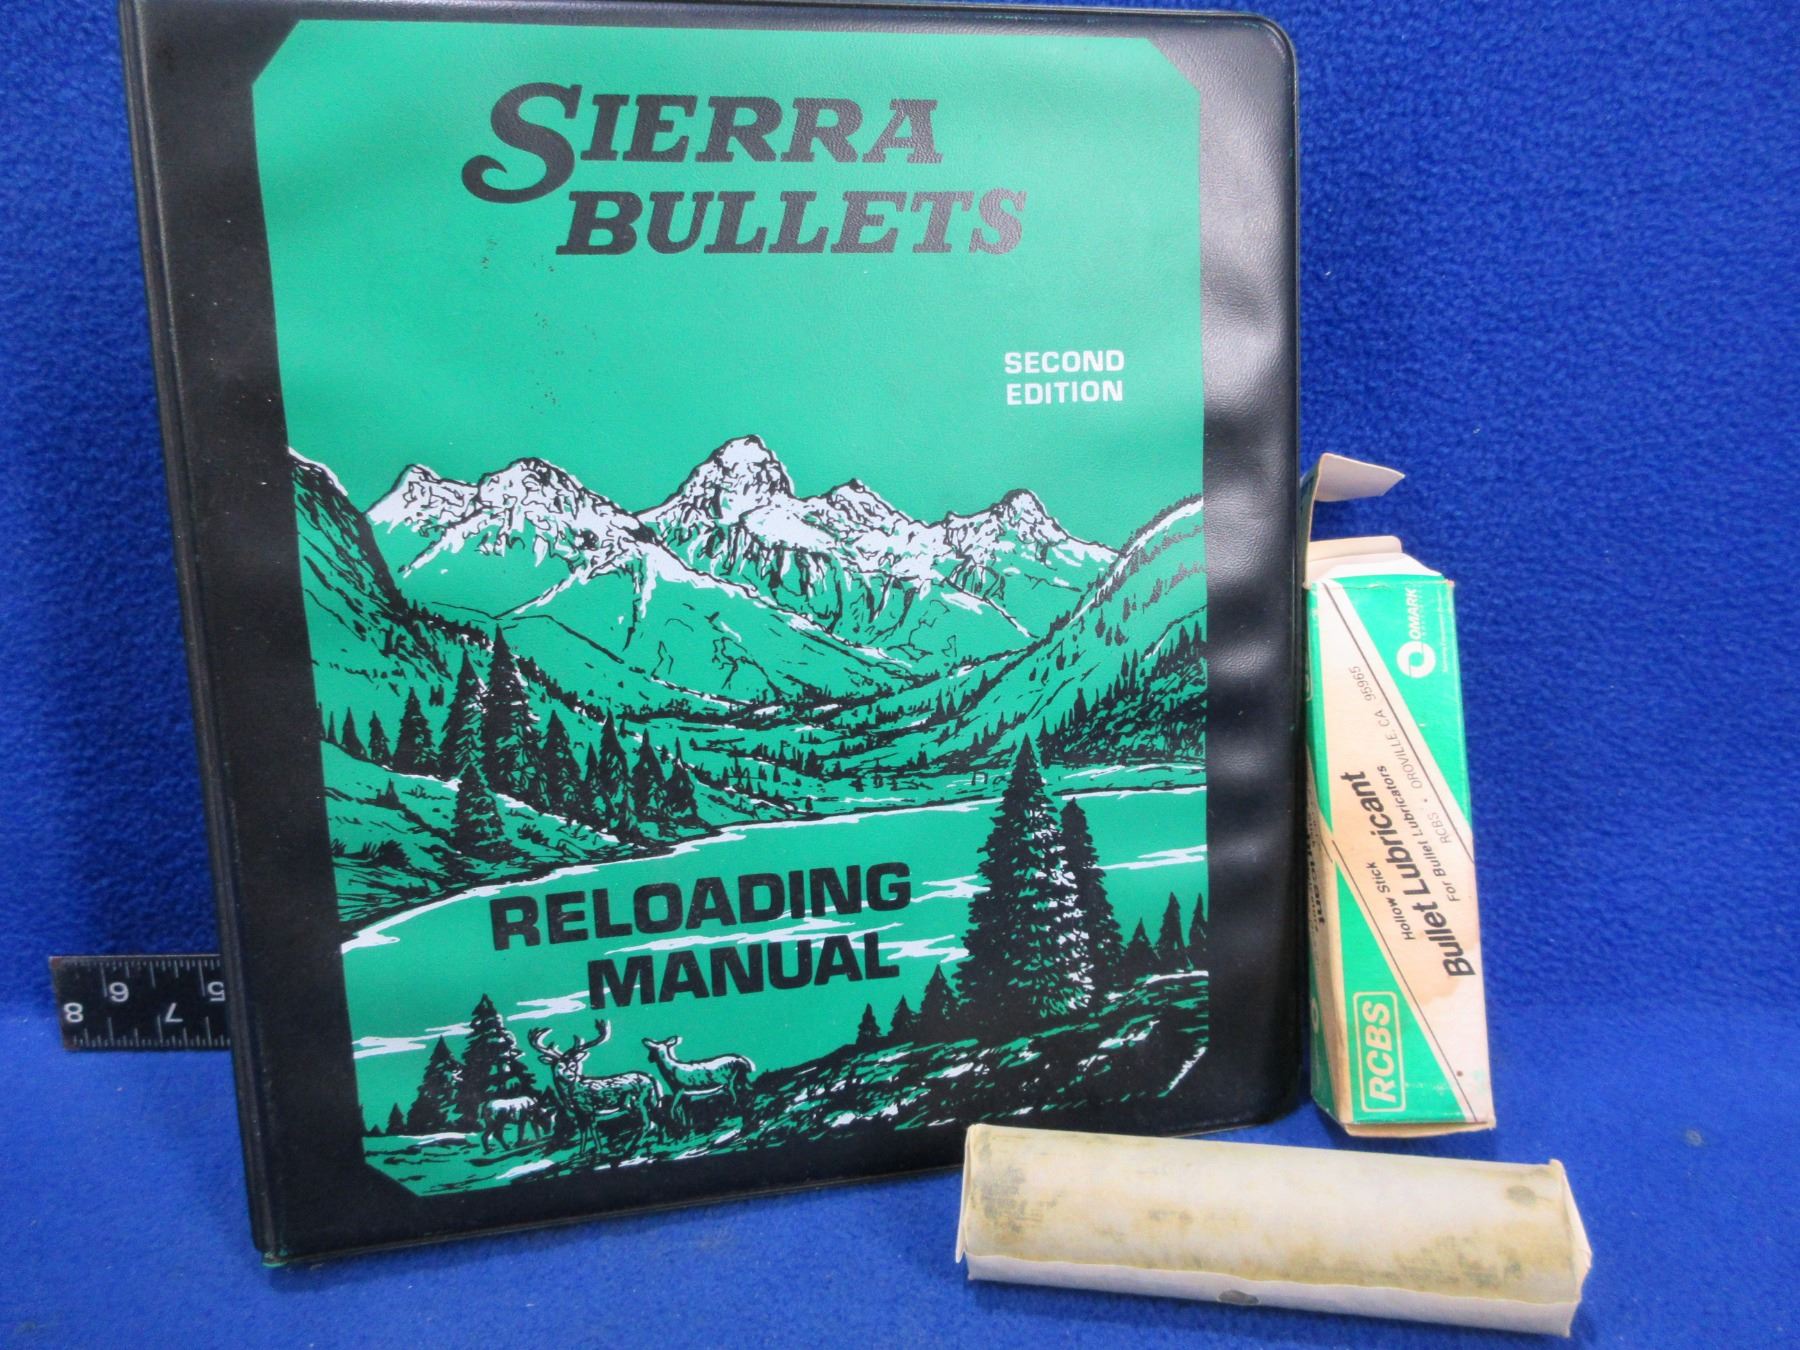 SIERRA
BULLETS
SECOND
EDITION
RELOADING
MANUAL
8
6
7
5
OMARK
Hollow Stick
Bullet Lubricant
For Bullet Lubricators
RCBS • OROVILLE, CA 95965
RCBS